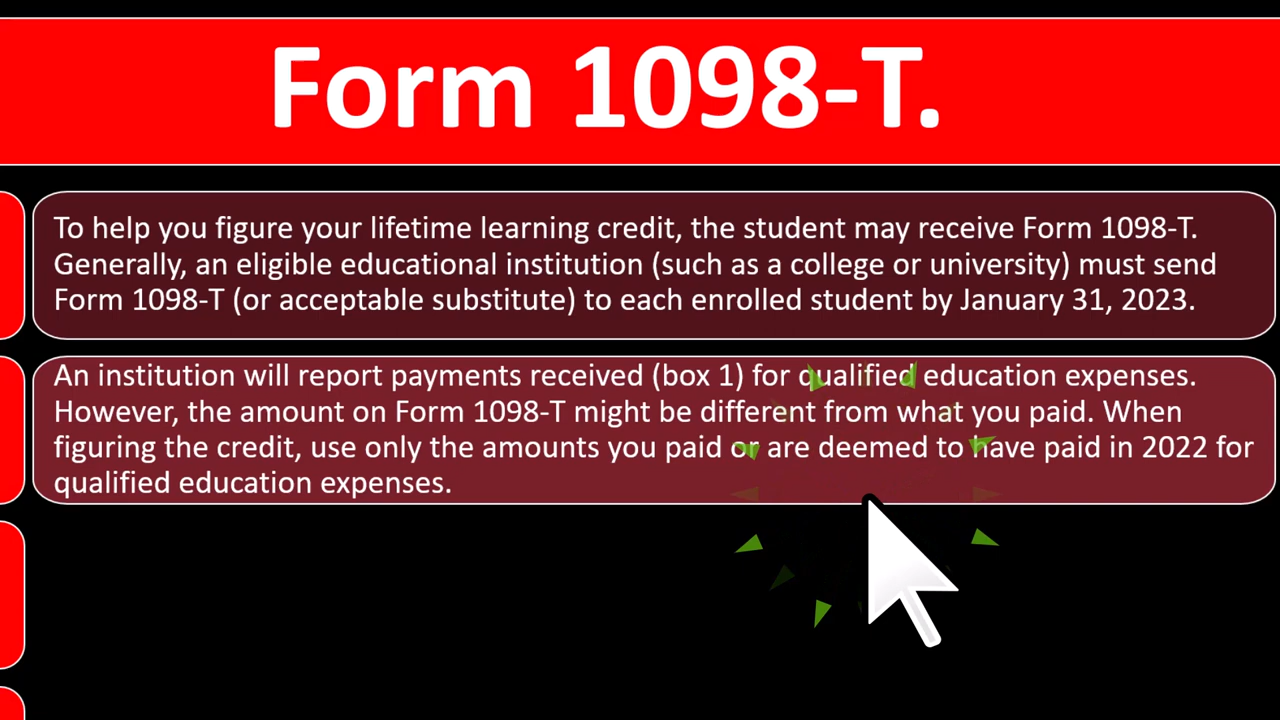 Form 1098-T.
To help you figure your lifetime learning credit, the student may receive Form 1098-T.
Generally, an eligible educational institution (such as a college or university) must send
Form 1098-T (or acceptable substitute) to each enrolled student by January 31, 2023.
An institution will report payments received (box 1) for qualified education expenses.
However, the amount on Form 1098-T might be different from what you paid. When
figuring the credit, use only the amounts you paid or are deemed to have paid in 2022 for
qualified education expenses.